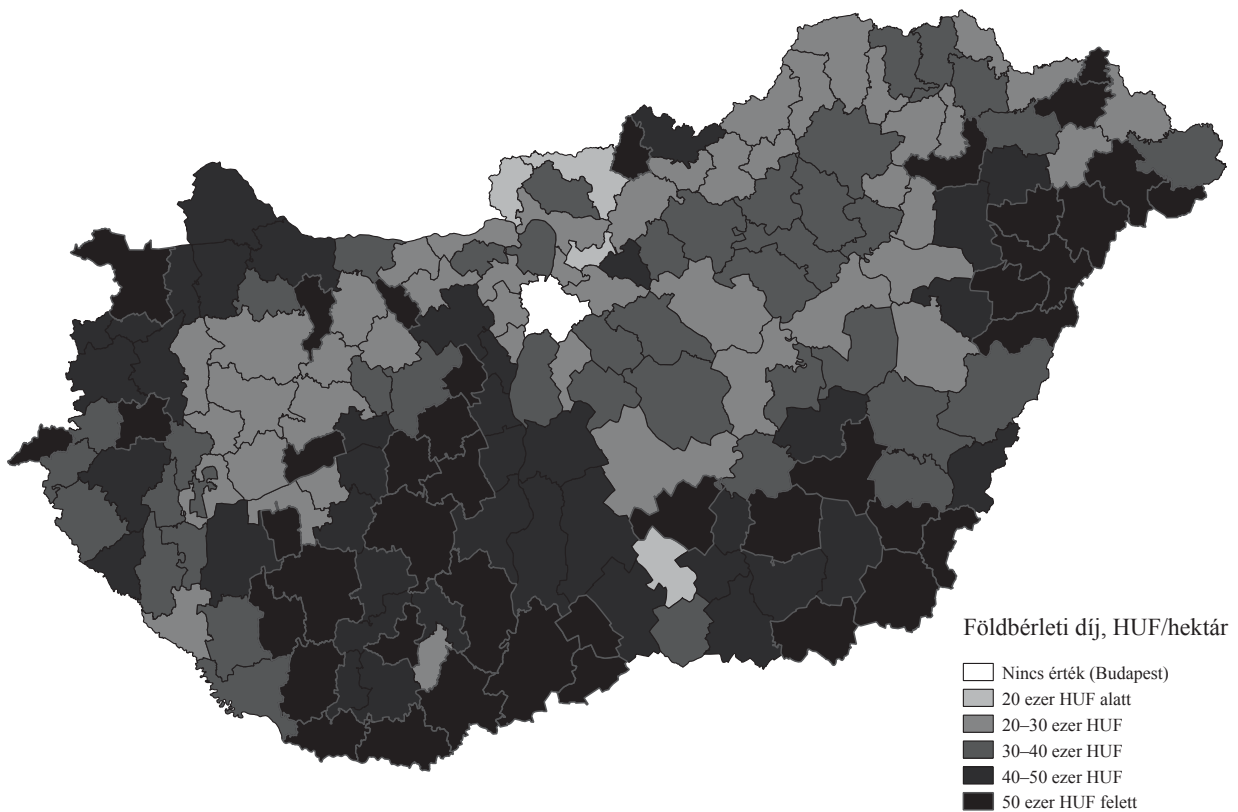 Földbérleti díj, HUF/hektár
Nincs érték (Budapest)
20 ezer HUF alatt
20–30 ezer HUF
30–40 ezer HUF
40–50 ezer HUF
50 ezer HUF felett